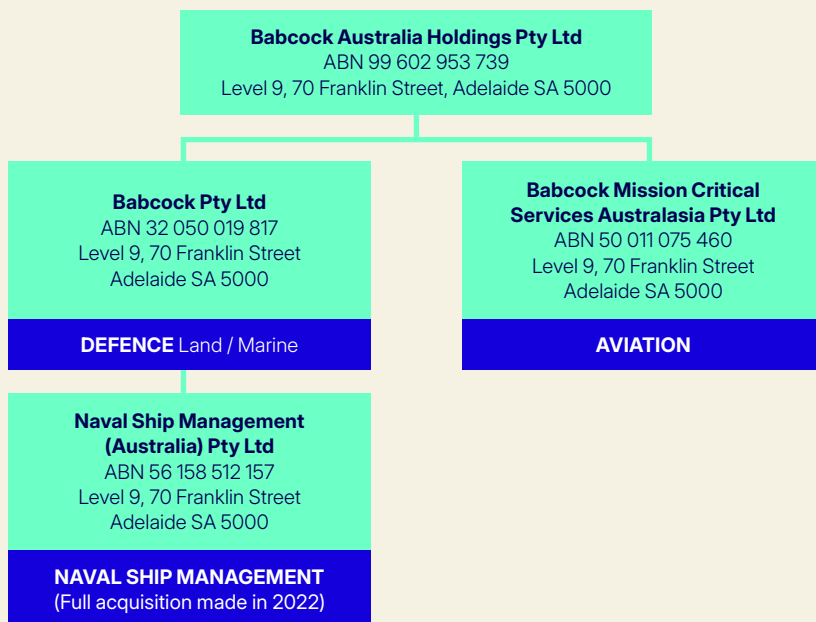 Babcock Australia Holdings Pty Ltd
ABN 99 602 953 739
Level 9, 70 Franklin Street, Adelaide SA 5000
Babcock Pty Ltd
ABN 32 050 019 817
Level 9, 70 Franklin Street
Adelaide SA 5000
DEFENCE Land / Marine
Babcock Mission Critical
Services Australasia Pty Ltd
ABN 50 011 075 460
Level 9, 70 Franklin Street
Adelaide SA 5000
AVIATION
Naval Ship Management
(Australia) Pty Ltd
ABN 56 158 512 157
Level 9, 70 Franklin Street
Adelaide SA 5000
NAVAL SHIP MANAGEMENT
(Full acquisition made in 2022)